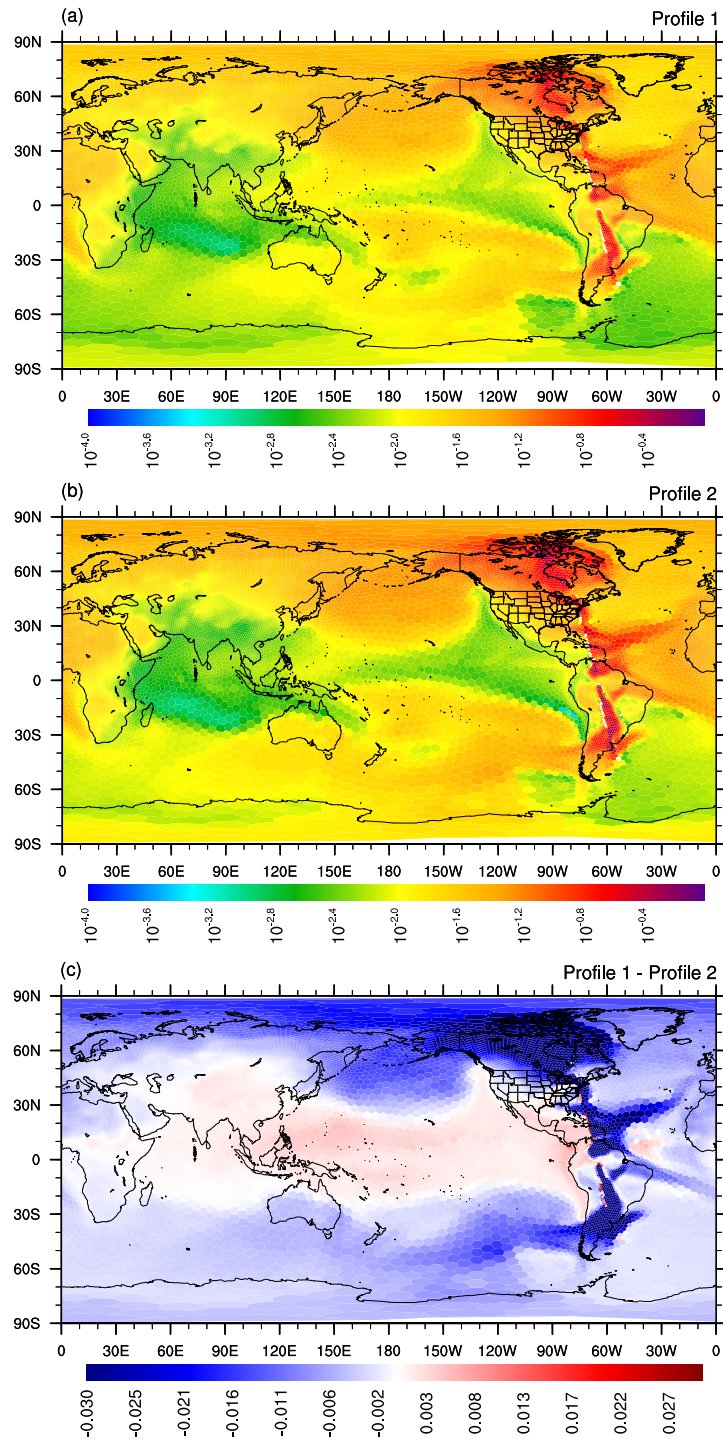 (a) Profile 1
90N
60N
30N
0
30S
60S
90S
0 30E 60E 90E 120E 150E 180 150W 120W 90W 60W 30W 0
10^-4.0 10^-3.6 10^-3.2 10^-2.8 10^-2.4 10^-2.0 10^-1.6 10^-1.2 10^-0.8 10^-0.4
(b) Profile 2
90N
60N
30N
0
30S
60S
90S
0 30E 60E 90E 120E 150E 180 150W 120W 90W 60W 30W 0
10^-4.0 10^-3.6 10^-3.2 10^-2.8 10^-2.4 10^-2.0 10^-1.6 10^-1.2 10^-0.8 10^-0.4
(c) Profile 1 - Profile 2
90N
60N
30N
0
30S
60S
90S
0 30E 60E 90E 120E 150E 180 150W 120W 90W 60W 30W 0
-0.030 -0.025 -0.021 -0.016 -0.011 -0.006 -0.002 0.003 0.008 0.013 0.017 0.022 0.027